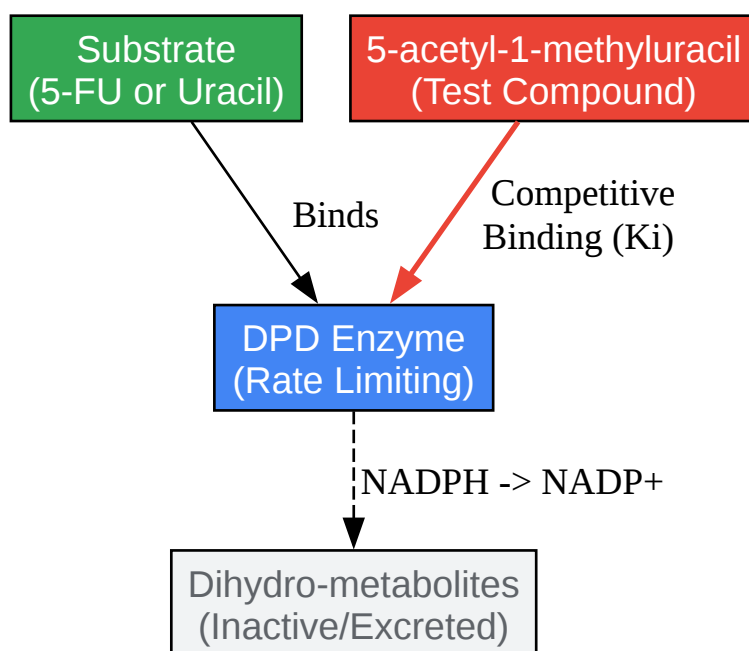 Substrate
(5-FU or Uracil)
5-acetyl-1-methyluracil
(Test Compound)
Binds
Competitive
Binding (Ki)
DPD Enzyme
(Rate Limiting)
NADPH -> NADP+
Dihydro-metabolites
(Inactive/Excreted)